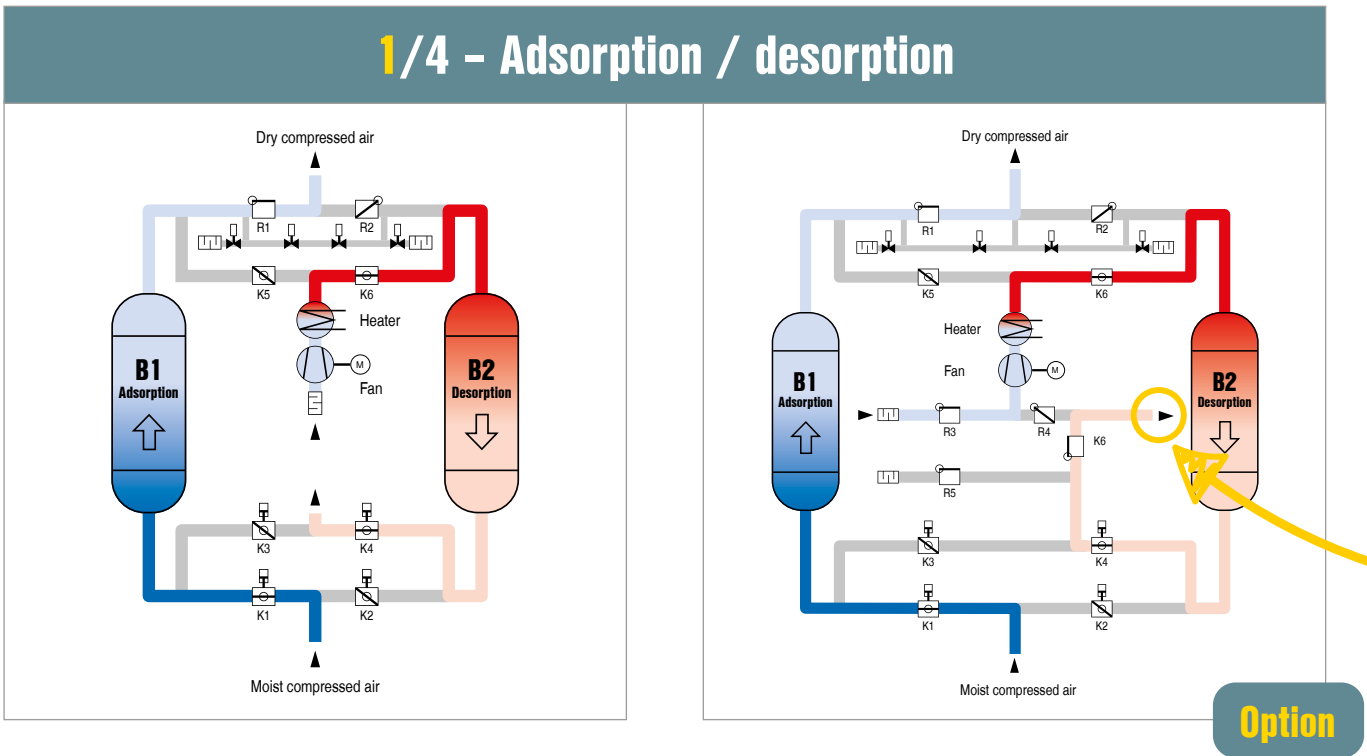 1/4 – Adsorption / desorption
Dry compressed air
R1
R2
K5
K6
Heater
M
Fan
B1
Adsorption
B2
Desorption
K3
K4
K1
K2
Moist compressed air
Dry compressed air
R1
R2
K5
K6
Heater
Fan
M
B1
Adsorption
B2
Desorption
R3
R4
K6
R5
K3
K4
K1
K2
Moist compressed air
Option